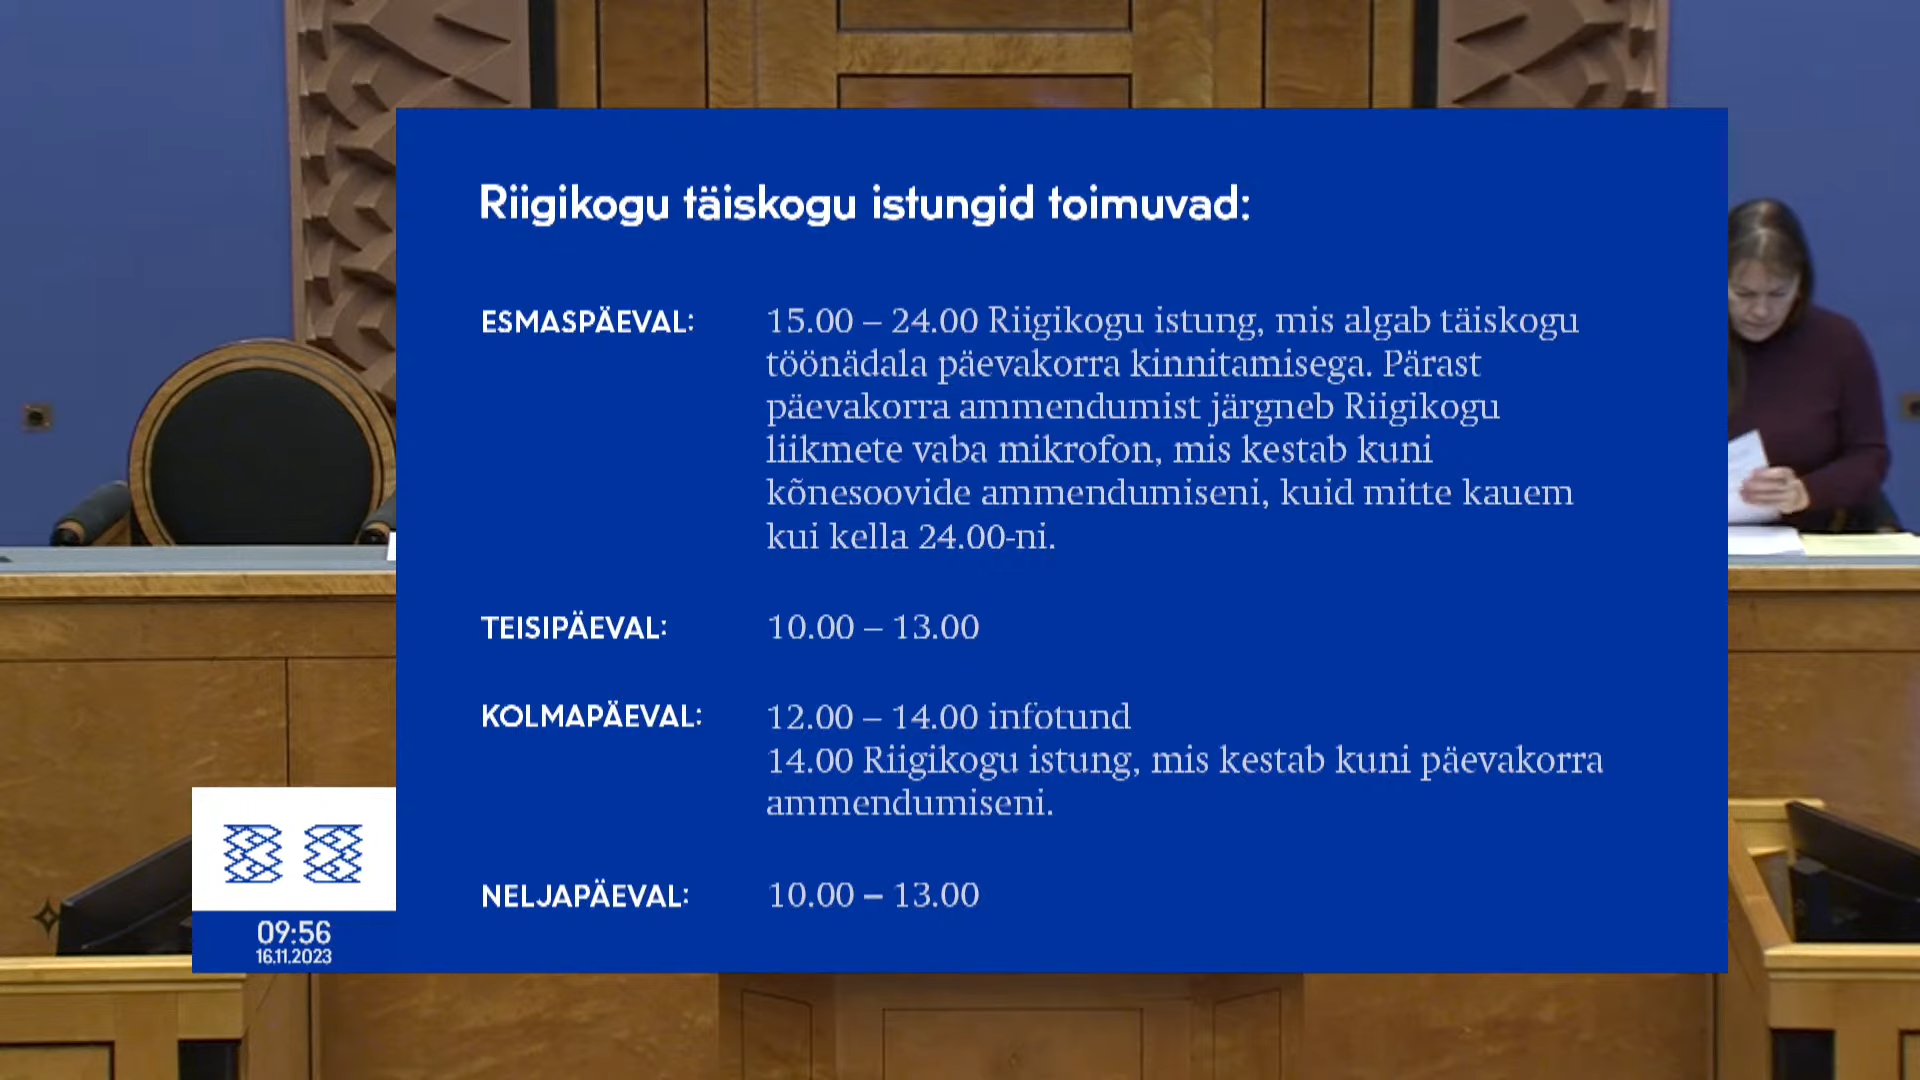 Riigikogu täiskogu istungid toimuvad:
ESMASPÄEVAL: 15.00 – 24.00 Riigikogu istung, mis algab täiskogu
töönädala päevakorra kinnitamisega. Pärast
päevakorra ammendumist järgneb Riigikogu
liikmete vaba mikrofon, mis kestab kuni
kõnesoovide ammendumiseni, kuid mitte kauem
kui kella 24.00-ni.
TEISIPÄEVAL: 10.00 – 13.00
KOLMAPÄEVAL: 12.00 – 14.00 infotund
14.00 Riigikogu istung, mis kestab kuni päevakorra
ammendumiseni.
NELJAPÄEVAL: 10.00 – 13.00
09:56
16.11.2023